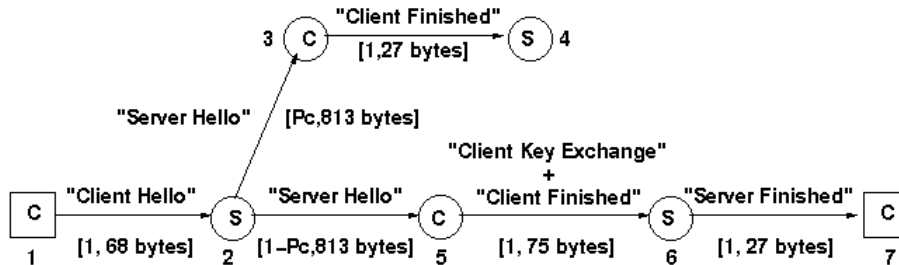 "Client Finished"
3 C S 4
[1,27 bytes]
"Server Hello" [Pc,813 bytes]
"Client Key Exchange"
+
"Client Hello" "Server Hello" "Client Finished" "Server Finished"
C S C S C
[1, 68 bytes] [1-Pc,813 bytes] [1, 75 bytes] [1, 27 bytes]
1 2 5 6 7